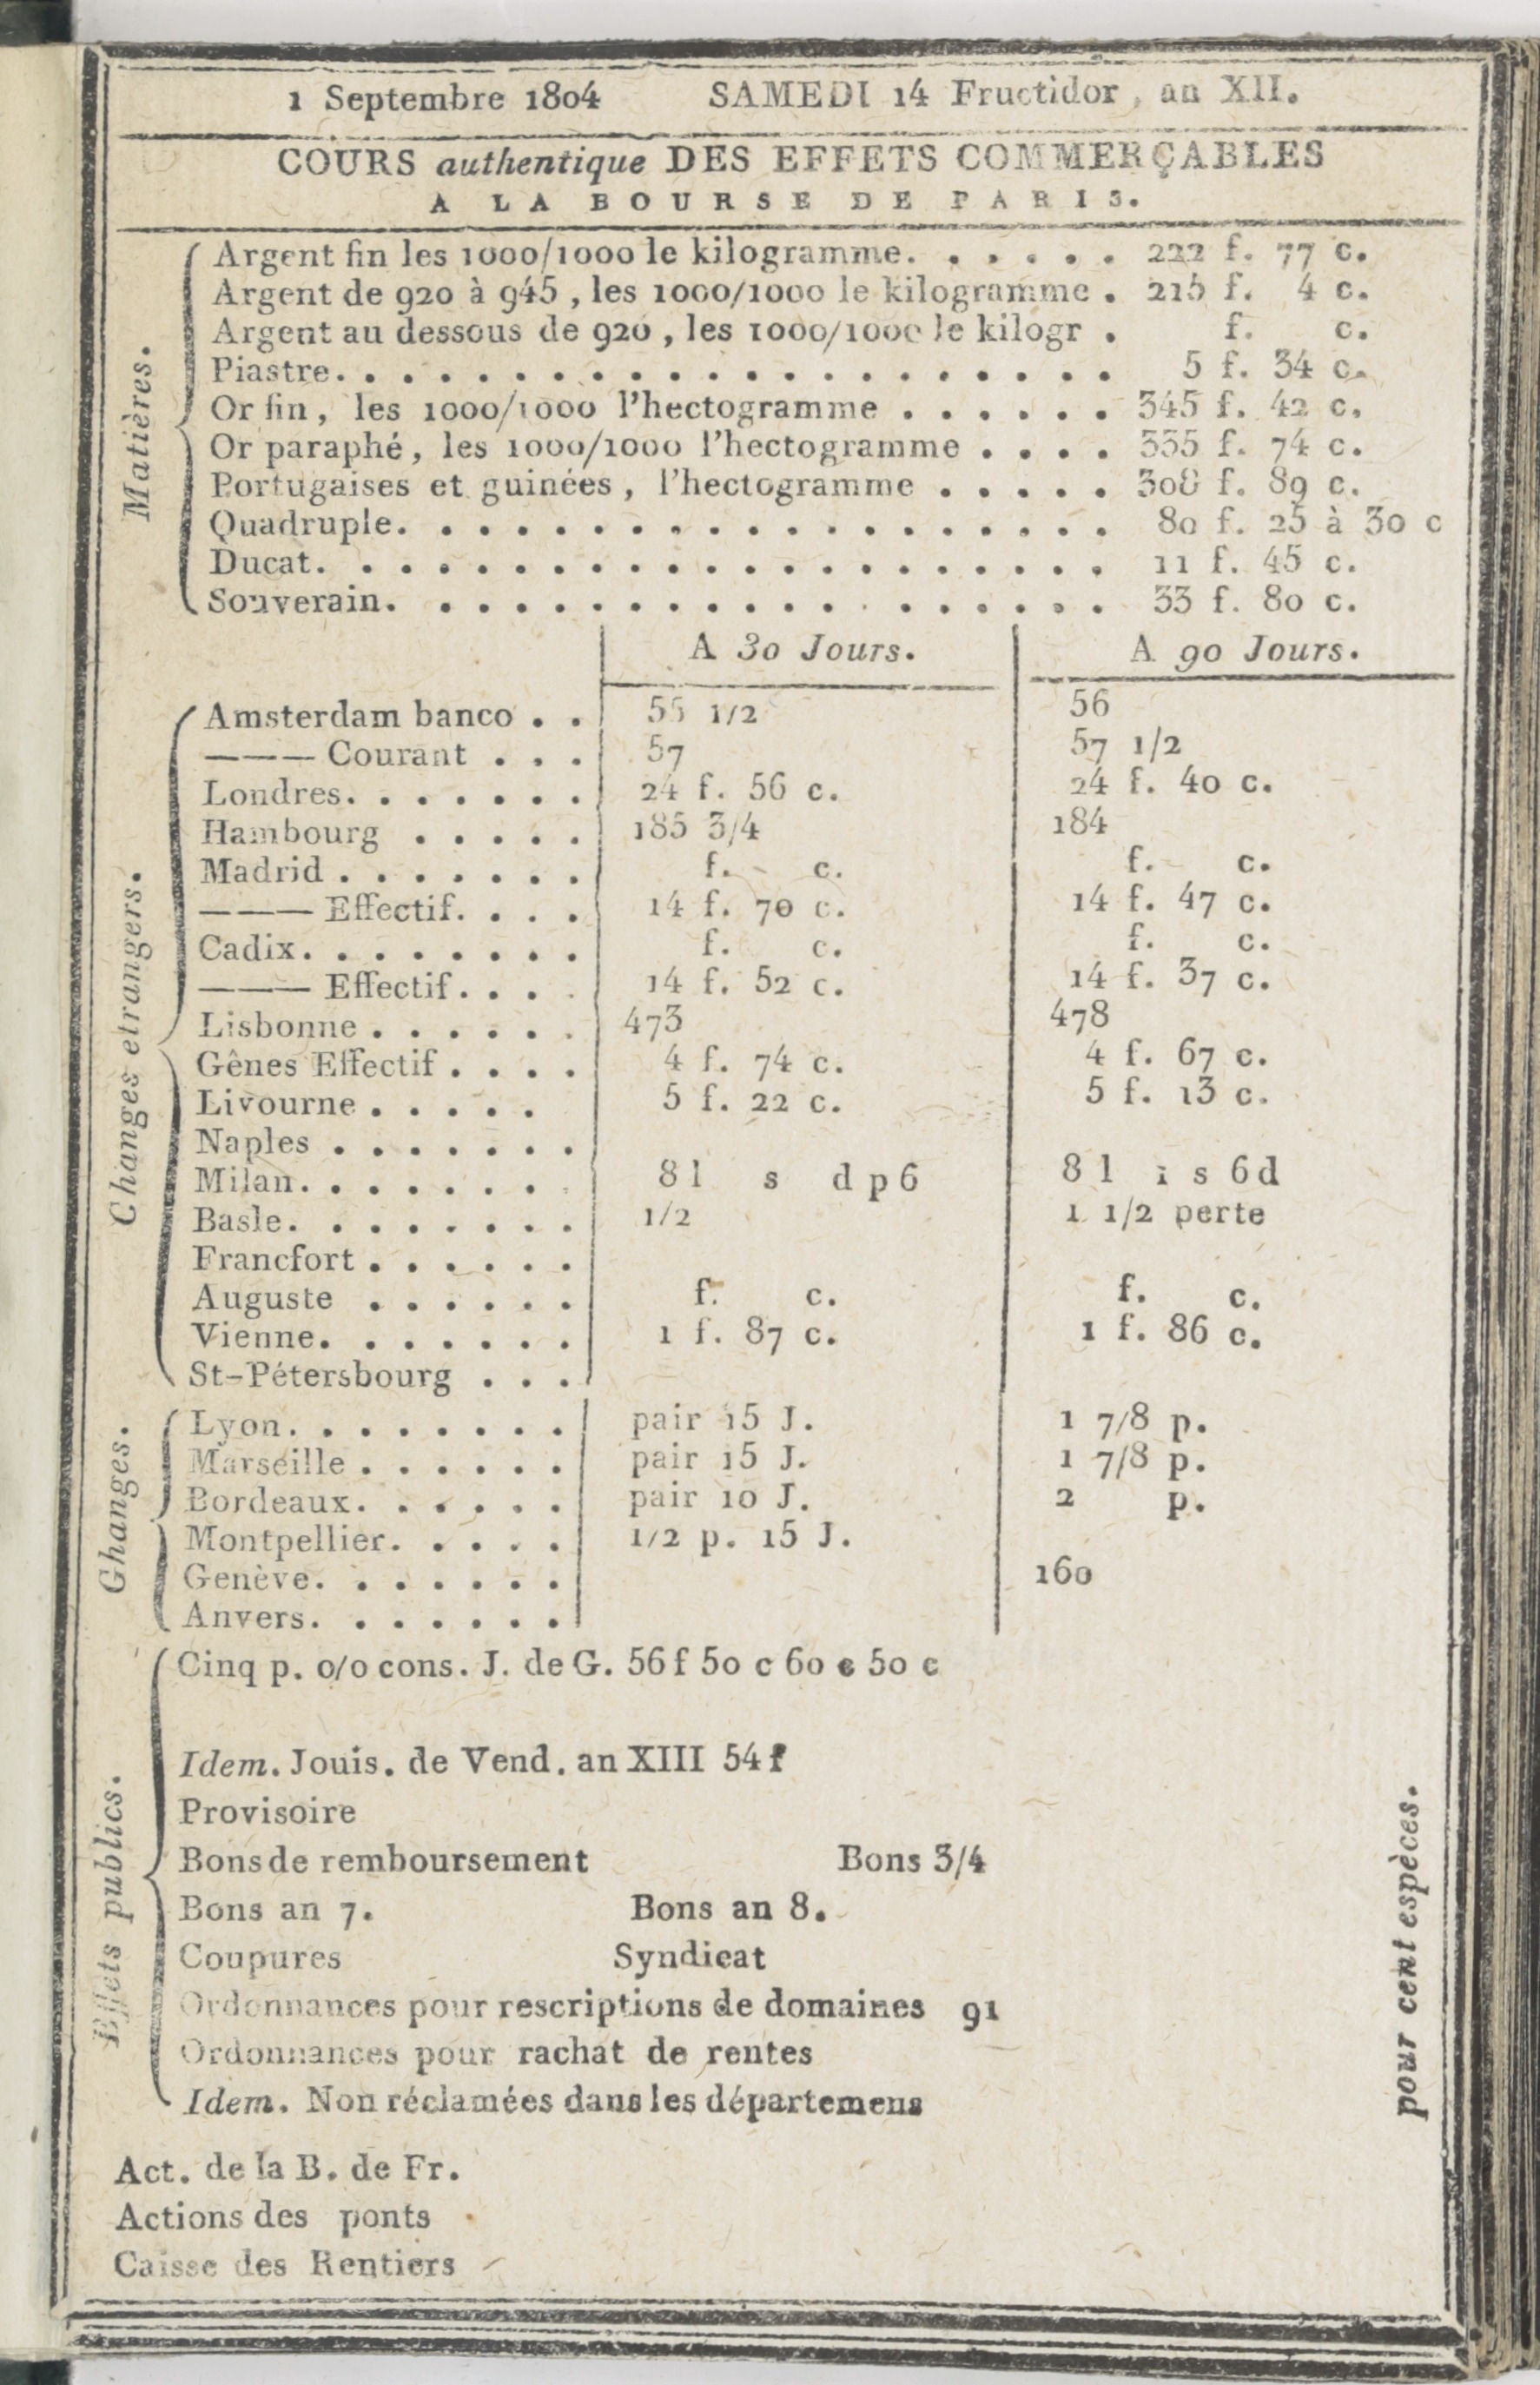 1 Septembre 1804 SAMEDI 14 Fructidor, an XII.
COURS authentique DES EFFETS COMMERÇABLES
A LA BOURSE DE PARIS.
Matières.
Argent fin les 1000/1000 le kilogramme. . . . . . 222 f. 77 c.
Argent de 920 à 945, les 1000/1000 le kilogramme . 215 f. 4 c.
Argent au dessous de 920, les 1000/1000 le kilogr . f. c.
Piastre. . . . . . . . . . . . . . . . . . . . . 5 f. 34 c.
Or fin, les 1000/1000 l'hectogramme . . . . . . 345 f. 42 c.
Or paraphé, les 1000/1000 l'hectogramme . . . . 335 f. 74 c.
Portugaises et guinées, l'hectogramme . . . . . 308 f. 89 c.
Quadruple. . . . . . . . . . . . . . . . . . . 80 f. 25 à 30 c
Ducat. . . . . . . . . . . . . . . . . . . . . 11 f. 45 c.
Souverain. . . . . . . . . . . . . . . . . . . 33 f. 80 c.
A 30 Jours. A 90 Jours.
Changes etrangers.
Amsterdam banco . . 55 1/2 56
——— Courant . . . 57 57 1/2
Londres. . . . . . . 24 f. 56 c. 24 f. 40 c.
Hambourg . . . . . 185 3/4 184
Madrid . . . . . . . f. c. f. c.
——— Effectif. . . . 14 f. 70 c. 14 f. 47 c.
Cadix. . . . . . . . f. c. f. c.
——— Effectif. . . . 14 f. 52 c. 14 f. 37 c.
Lisbonne . . . . . . 473 478
Gênes Effectif . . . . 4 f. 74 c. 4 f. 67 c.
Livourne . . . . . 5 f. 22 c. 5 f. 13 c.
Naples . . . . . . .
Milan. . . . . . . . 8 l s d p 6 8 l 1 s 6 d
Basle. . . . . . . . 1/2 1 1/2 perte
Francfort . . . . . .
Auguste . . . . . . f. c. f. c.
Vienne. . . . . . . 1 f. 87 c. 1 f. 86 c.
St-Pétersbourg . . .
Ghanges.
Lyon. . . . . . . . pair 15 J. 1 7/8 p.
Marseille . . . . . . pair 15 J. 1 7/8 p.
Bordeaux. . . . . . pair 10 J. 2 p.
Montpellier. . . . . 1/2 p. 15 J.
Genève. . . . . . . 160
Anvers. . . . . . .
Effets publics.
Cinq p. 0/0 cons. J. de G. 56 f 50 c 60 c 50 c
Idem. Jouis. de Vend. an XIII 54 f
Provisoire
Bons de remboursement Bons 3/4
Bons an 7. Bons an 8.
Coupures Syndicat
Ordonnances pour rescriptions de domaines 91
Ordonnances pour rachat de rentes
Idem. Non réclamées dans les départemens
pour cent espèces.
Act. de la B. de Fr.
Actions des ponts
Caisse des Rentiers